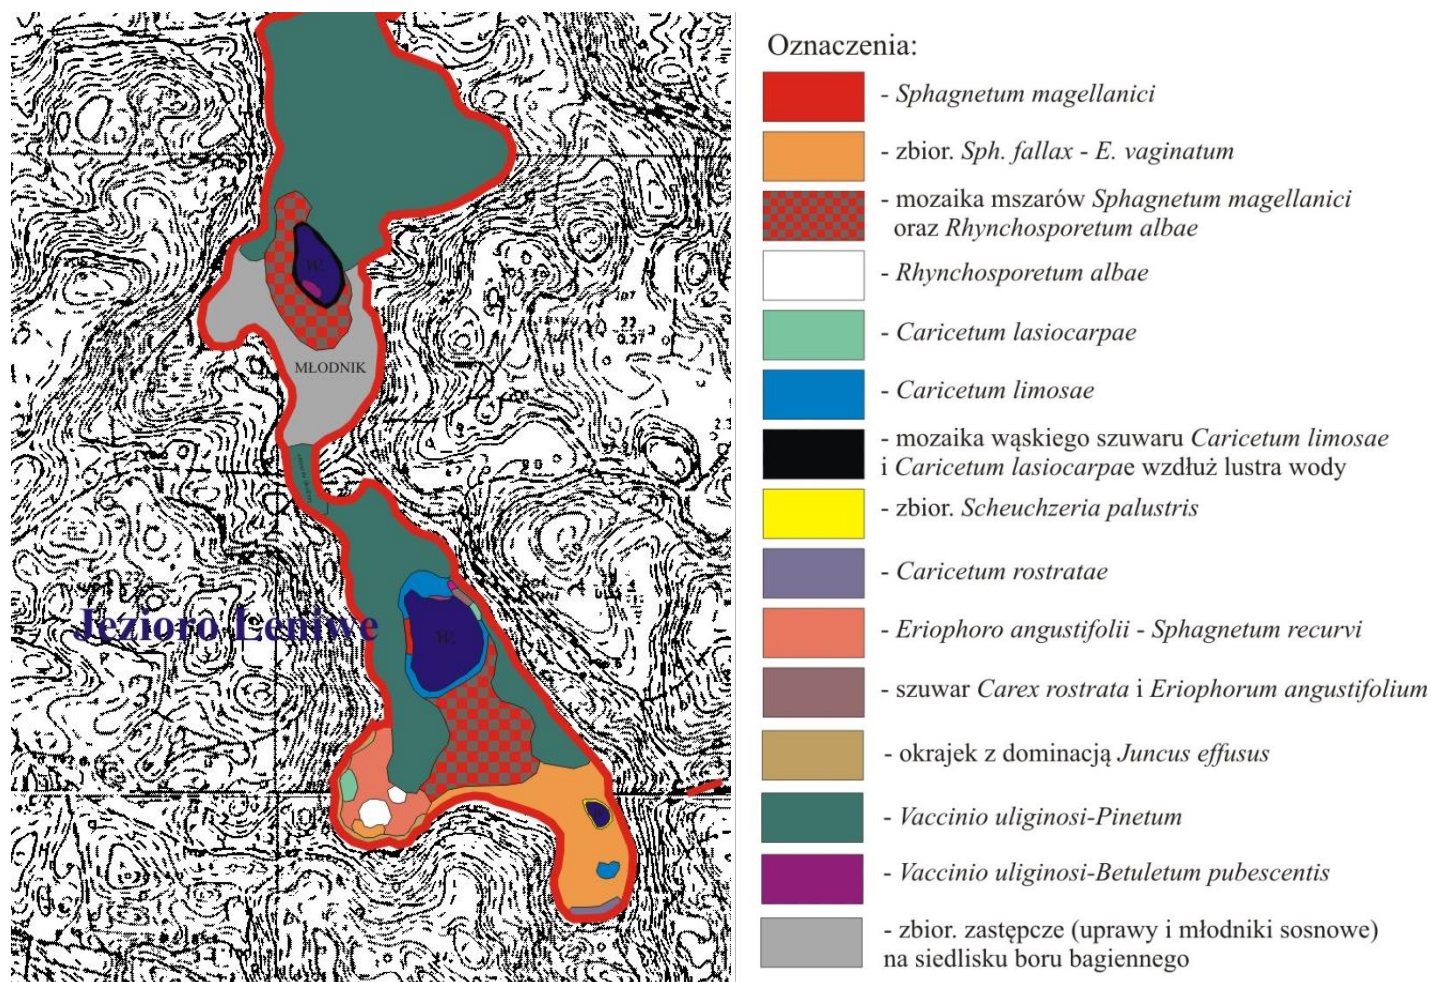 Oznaczenia:
- Sphagnetum magellanici
- zbior. Sph. fallax - E. vaginatum
- mozaika mszarów Sphagnetum magellanici
oraz Rhynchosporetum albae
- Rhynchosporetum albae
- Caricetum lasiocarpae
- Caricetum limosae
- mozaika wąskiego szuwaru Caricetum limosae
i Caricetum lasiocarpae wzdłuż lustra wody
- zbior. Scheuchzeria palustris
- Caricetum rostratae
- Eriophoro angustifolii - Sphagnetum recurvi
- szuwar Carex rostrata i Eriophorum angustifolium
- okrajek z dominacją Juncus effusus
- Vaccinio uliginosi-Pinetum
- Vaccinio uliginosi-Betuletum pubescentis
- zbior. zastępcze (uprawy i młodniki sosnowe)
na siedlisku boru bagiennego
MŁODNIK
Jezioro Leniwe